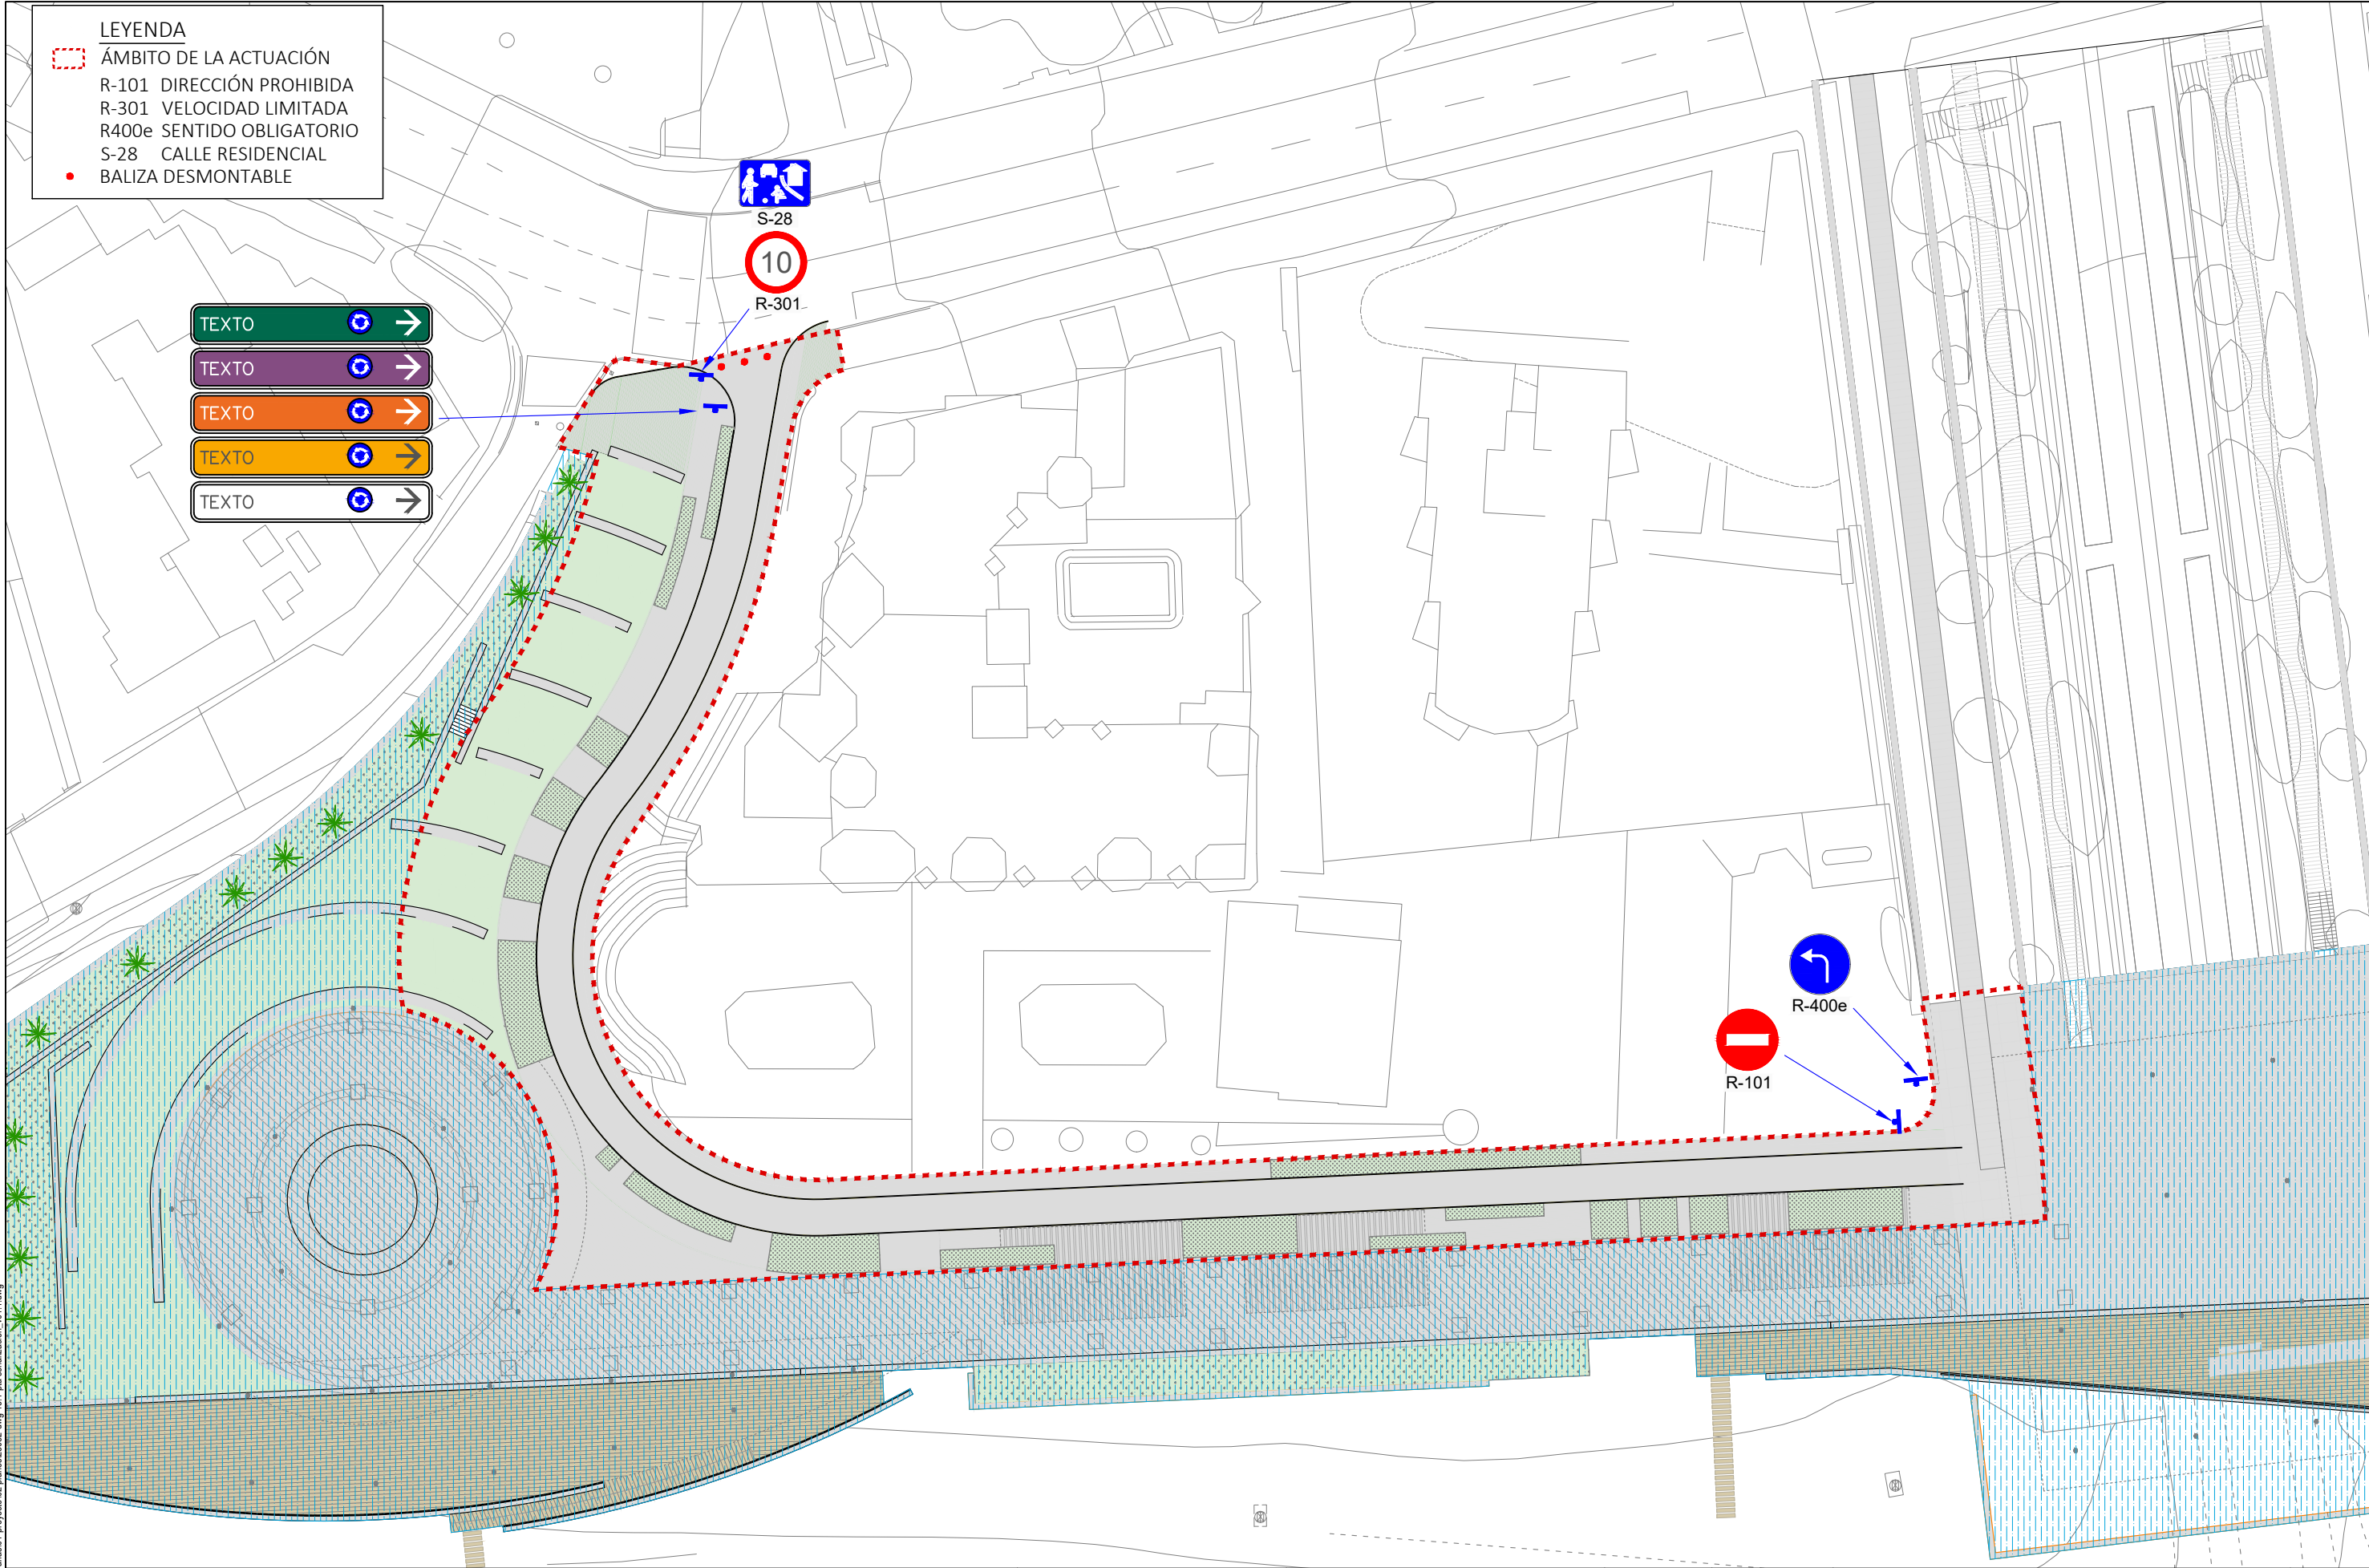 LEYENDA
ÁMBITO DE LA ACTUACIÓN
R-101 DIRECCIÓN PROHIBIDA
R-301 VELOCIDAD LIMITADA
R400e SENTIDO OBLIGATORIO
S-28 CALLE RESIDENCIAL
BALIZA DESMONTABLE
S-28
10
R-301
TEXTO
TEXTO
TEXTO
TEXTO
TEXTO
R-400e
R-101